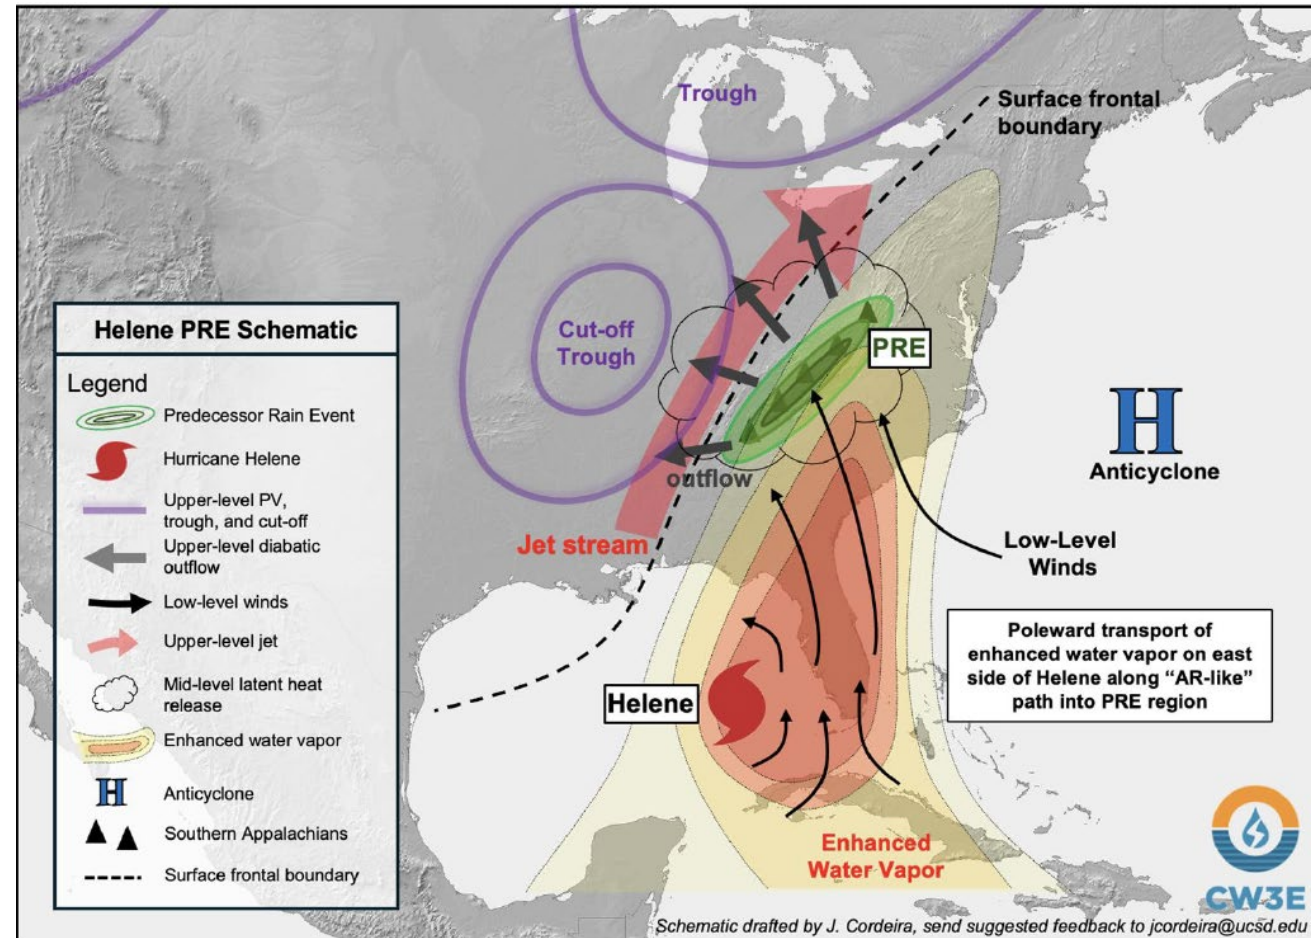 Trough
Surface frontal
boundary
Cut-off
Trough
PRE
H
Anticyclone
outflow
Jet stream
Low-Level
Winds
Poleward transport of
enhanced water vapor on east
side of Helene along “AR-like”
path into PRE region
Helene
Enhanced
Water Vapor
Helene PRE Schematic
Legend
Predecessor Rain Event
Hurricane Helene
Upper-level PV,
trough, and cut-off
Upper-level diabatic
outflow
Low-level winds
Upper-level jet
Mid-level latent heat
release
Enhanced water vapor
H
Anticyclone
Southern Appalachians
Surface frontal boundary
CW3E
Schematic drafted by J. Cordeira, send suggested feedback to jcordeira@ucsd.edu